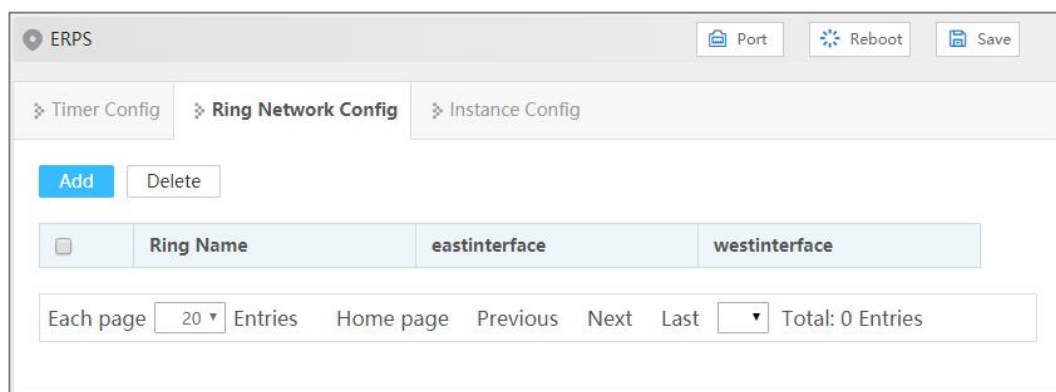 ERPS Port Reboot Save
Timer Config Ring Network Config Instance Config
Add Delete
Ring Name eastinterface westinterface
Each page 20 Entries Home page Previous Next Last Total: 0 Entries